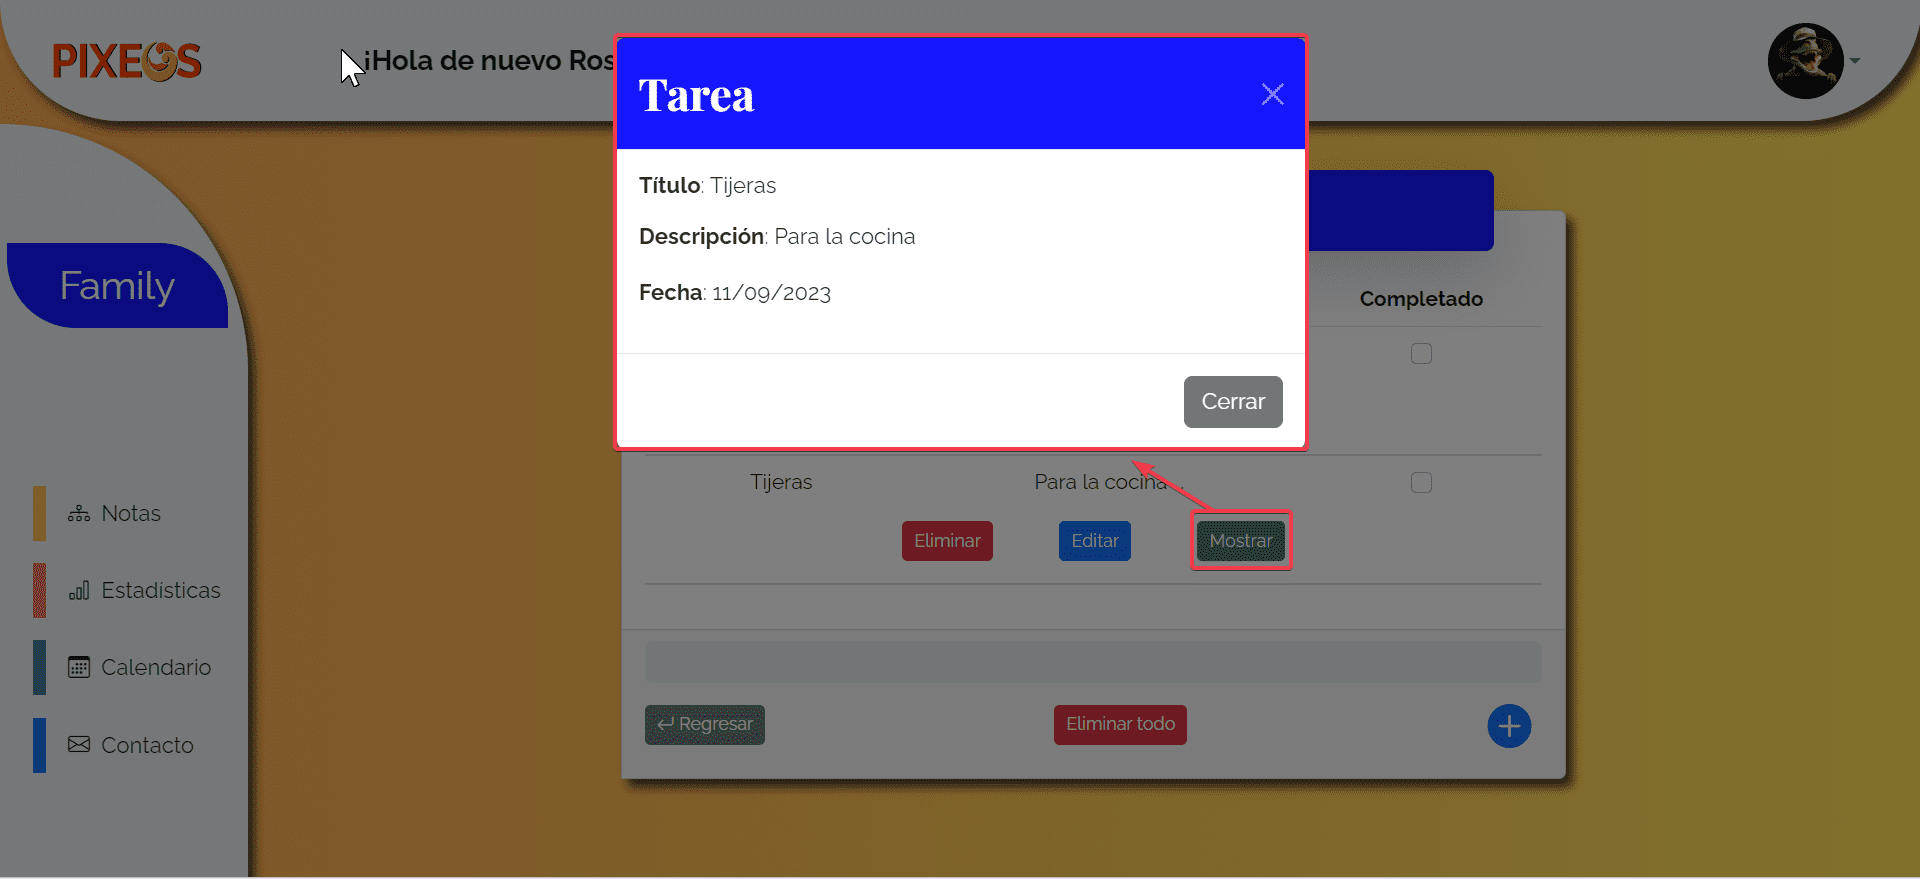 PIXEOS
¡Hola de nuevo Ros
Tarea
Título: Tijeras
Descripción: Para la cocina
Fecha: 11/09/2023
Cerrar
Family
Completado
Notas
Estadísticas
Calendario
Contacto
Tijeras Para la cocina
Eliminar Editar Mostrar
Regresar Eliminar todo